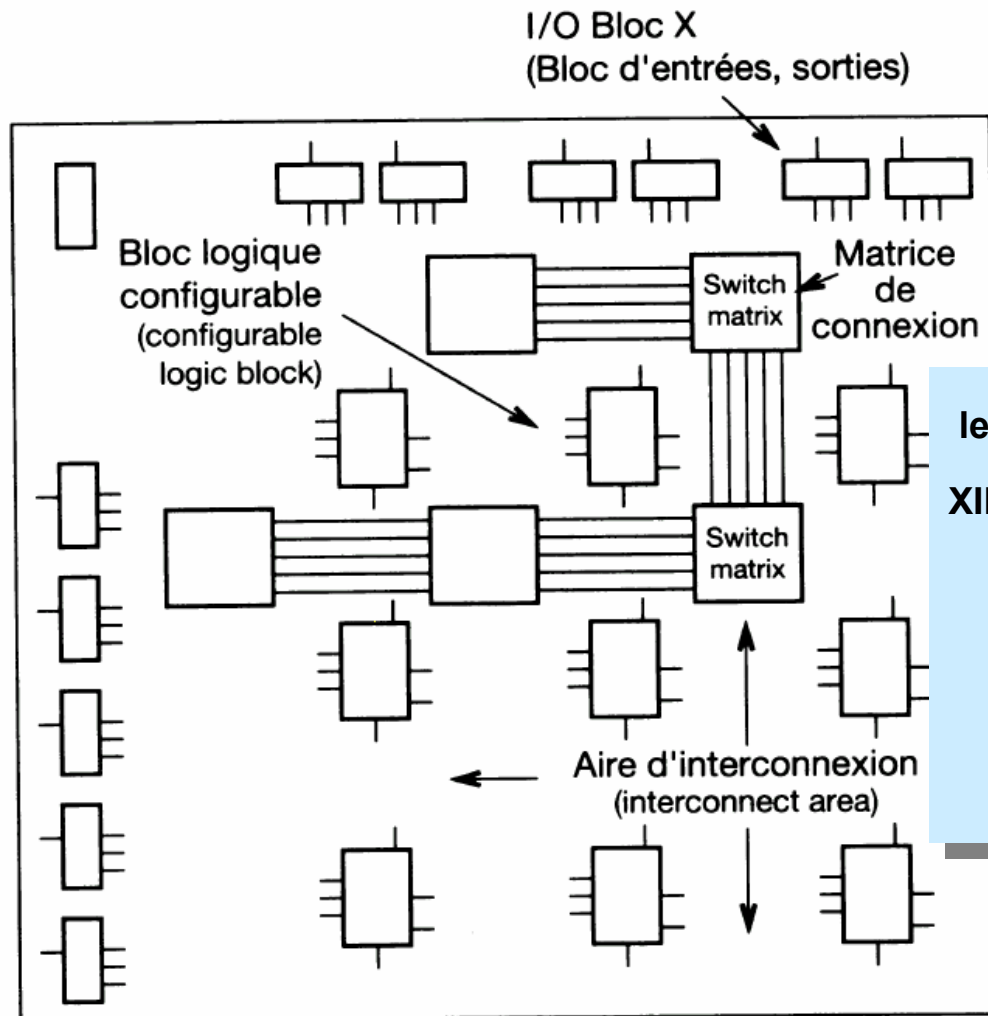 I/O Bloc X
(Bloc d'entrées, sorties)
Bloc logique
configurable
(configurable
logic block)
Switch
matrix
Matrice
de
connexion
le
XII
Switch
matrix
Aire d'interconnexion
(interconnect area)